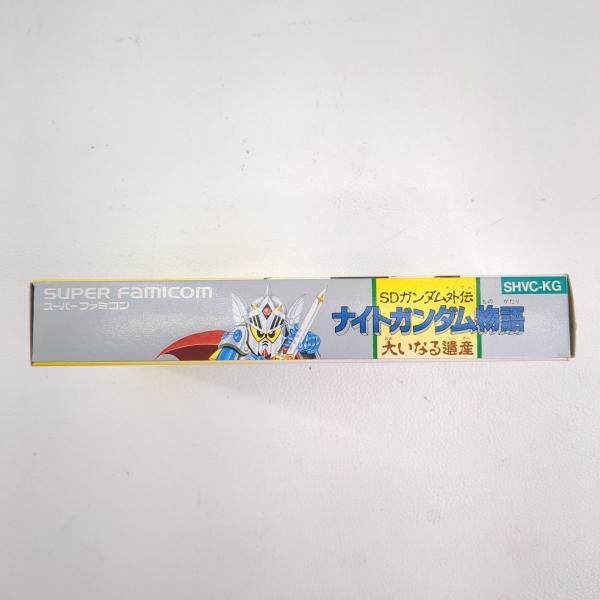 SUPER FAMICOM
スーパーファミコン
SDガンダム外伝
ナイトガンダム物語
大いなる遺産
SHVC-KG